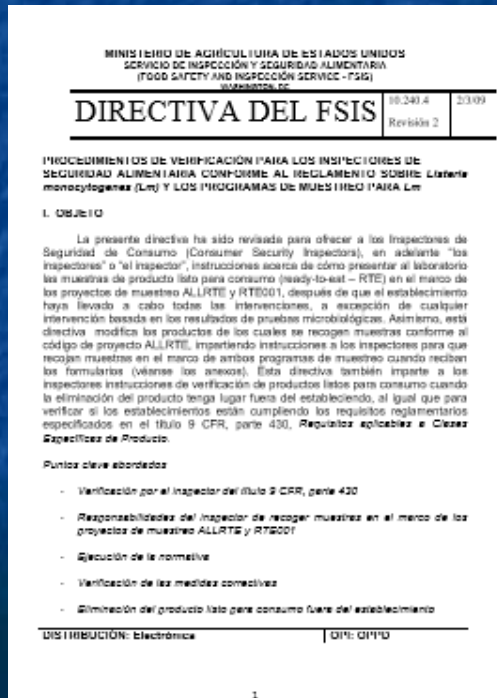 MINISTERIO DE AGRÍCULTURA DE ESTADOS UNIDOS
SERVICIO DE INSPECCIÓN Y SEGURIDAD ALIMENTARIA
(FOOD SAFETY AND INSPECCIÓN SERVICE - FSIS)
WASHINGTON, DC
DIRECTIVA DEL FSIS
10.240.4
Revisión 2
2/3/09
PROCEDIMIENTOS DE VERIFICACIÓN PARA LOS INSPECTORES DE
SEGURIDAD ALIMENTARIA CONFORME AL REGLAMENTO SOBRE Listeria
monocytogenes (Lm) Y LOS PROGRAMAS DE MUESTREO PARA Lm
I. OBJETO
La presente directiva ha sido revisada para ofrecer a los Inspectores de
Seguridad de Consumo (Consumer Security Inspectors), en adelante "los
inspectores" o "el inspector", instrucciones acerca de cómo presentar al laboratorio
las muestras de producto listo para consumo (ready-to-eat – RTE) en el marco de
los proyectos de muestreo ALLRTE y RTE001, después de que el establecimiento
haya llevado a cabo todas las intervenciones, a excepción de cualquier
intervención basada en los resultados de pruebas microbiológicas. Asimismo, está
directiva modifica los productos de los cuales se recogen muestras conforme al
código de proyecto ALLRTE, impartiendo instrucciones a los inspectores para que
recojan muestras en el marco de ambos programas de muestreo cuando reciban
los formularios (véanse los anexos). Esta directiva también imparte a los
inspectores instrucciones de verificación de productos listos para consumo cuando
la eliminación del producto tenga lugar fuera del estableciendo, al igual que para
verificar si los establecimientos están cumpliendo los requisitos reglamentarios
especificados en el título 9 CFR, parte 430, Requisitos aplicables a Clases
Específicas de Producto.
Puntos clave abordados
- Verificación por el inspector del título 9 CFR, parte 430
- Responsabilidades del inspector de recoger muestras en el marco de los
proyectos de muestreo ALLRTE y RTE001
- Ejecución de la normativa
- Verificación de las medidas correctivas
- Eliminación del producto listo para consumo fuera del establecimiento
DISTRIBUCIÓN: Electrónica
OPI: OPPD
1